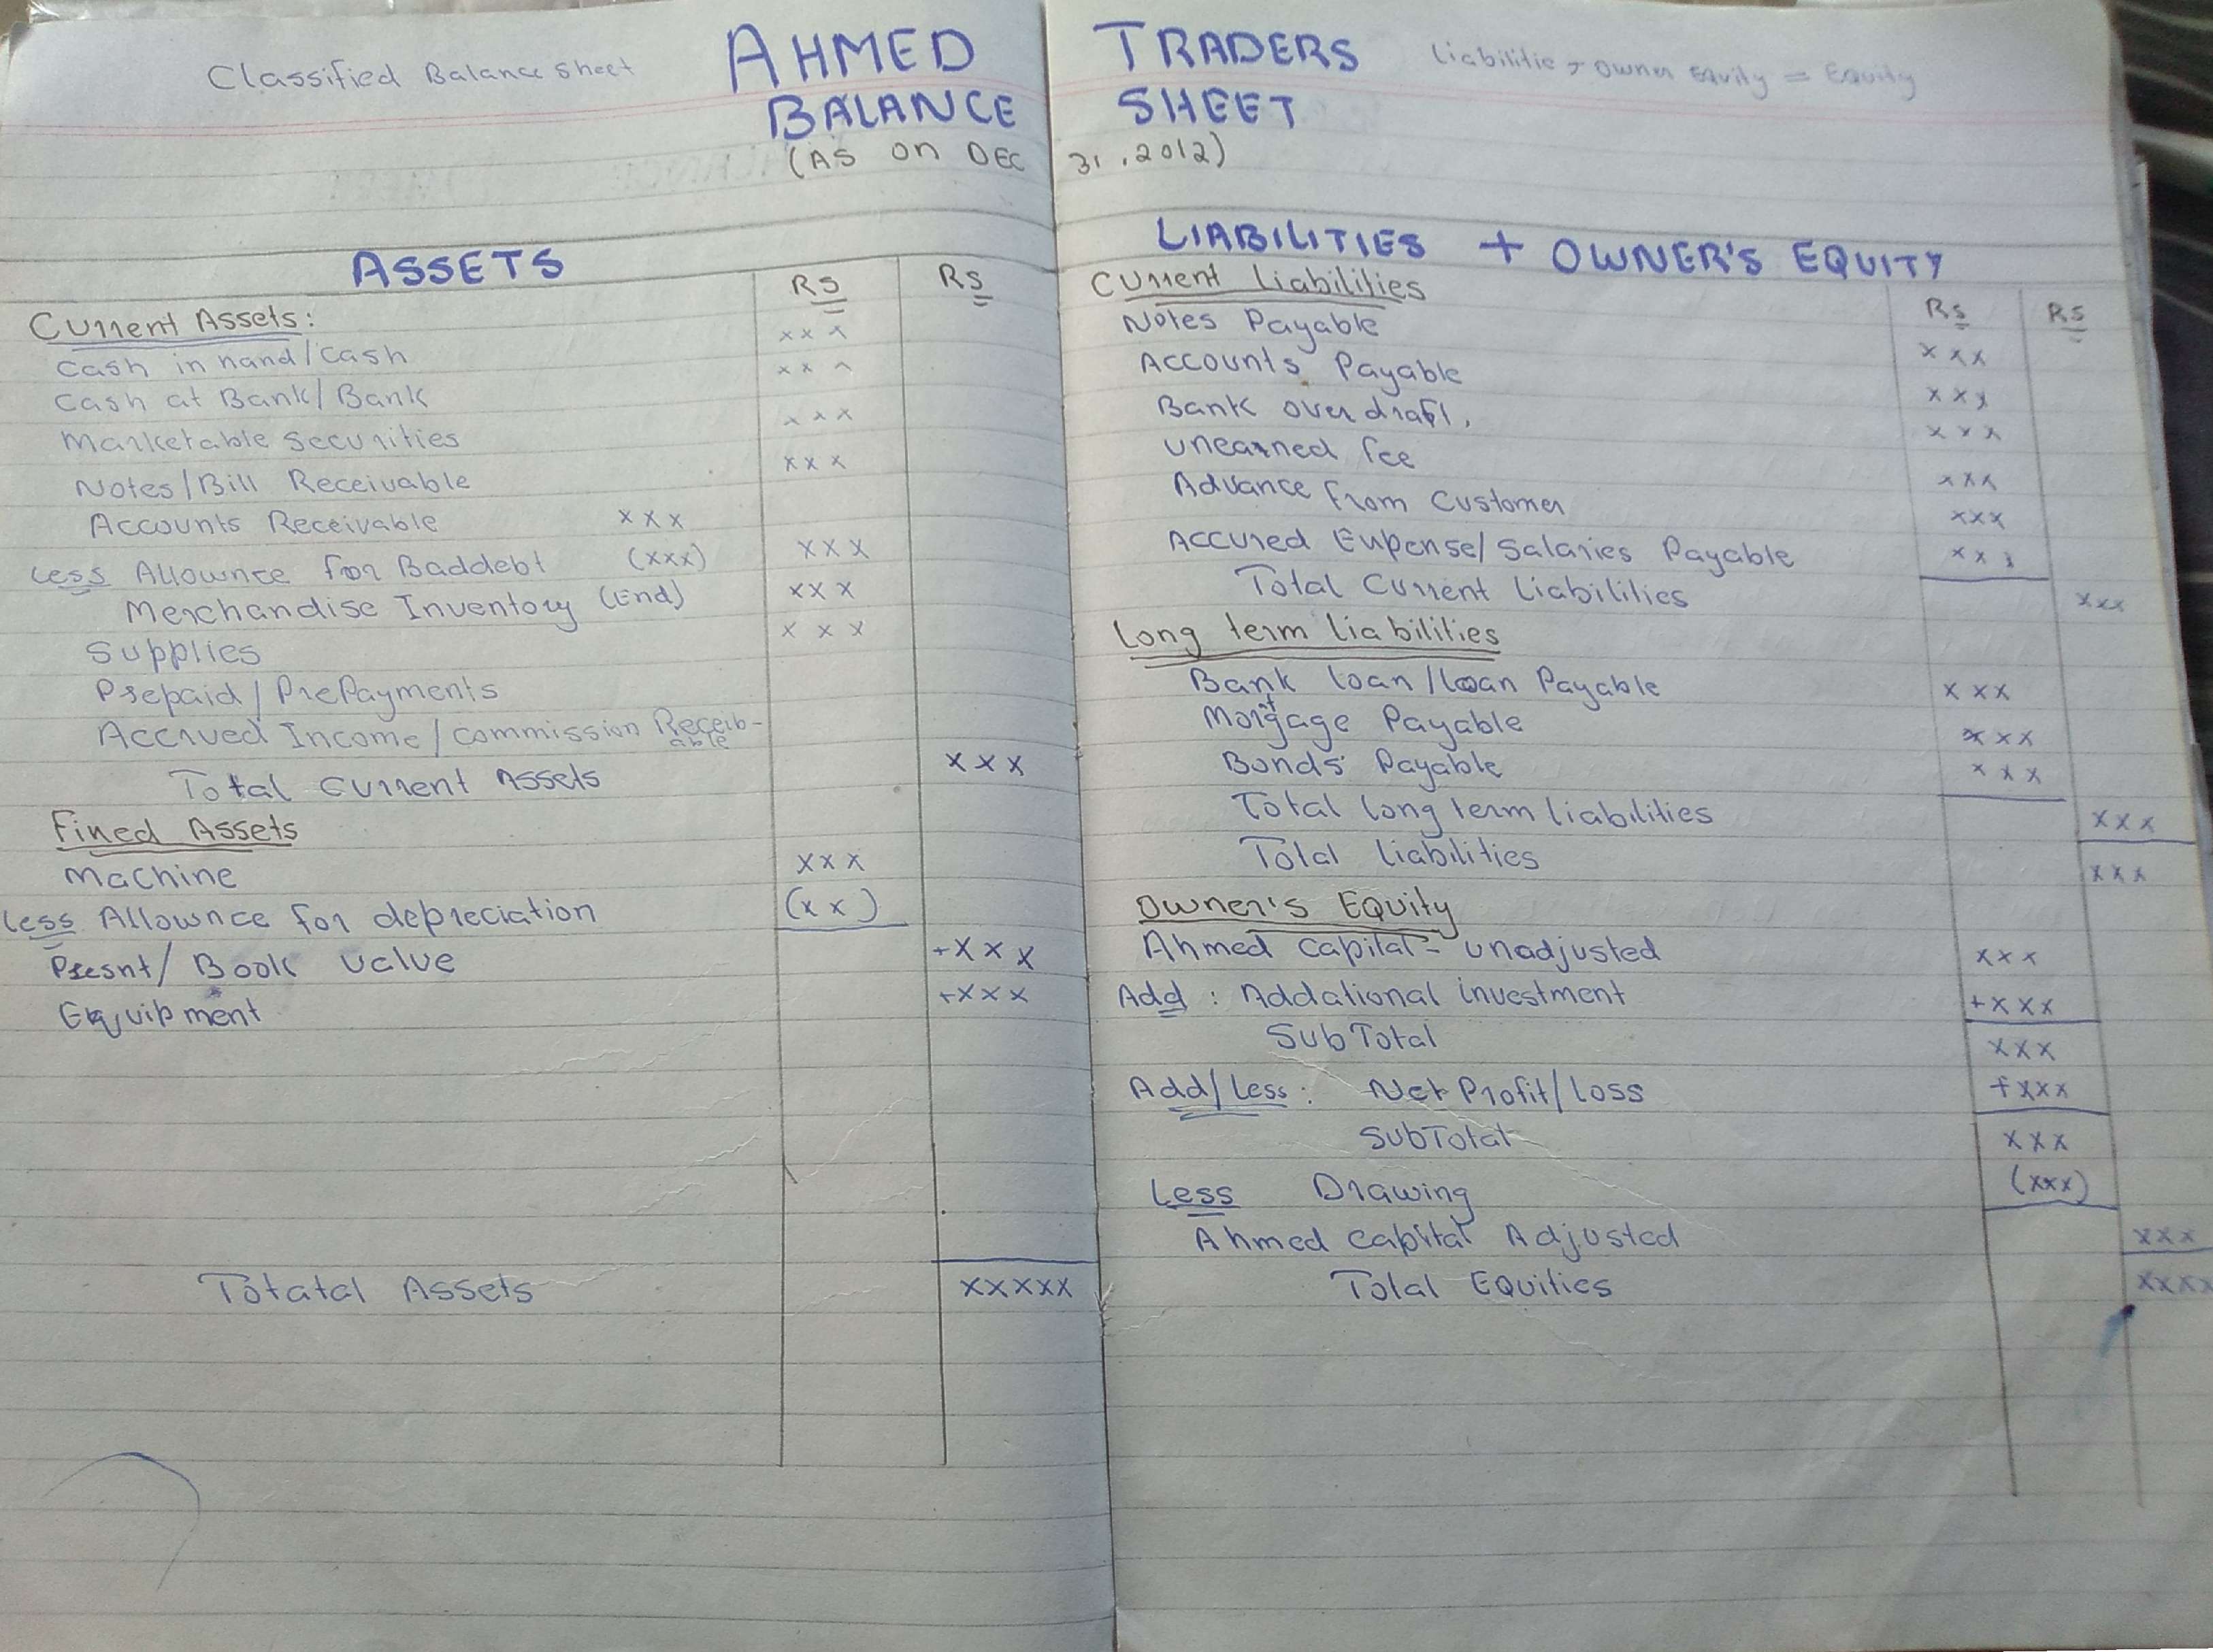 Classified Balance Sheet
AHMED TRADERS
Liabilitie + Owner Equity = Equity
BALANCE SHEET
(AS On DEC 31, 2012)
ASSETS
RS RS
Current Assets:
Cash in hand/Cash xxx
Cash at Bank/Bank xxx
Marketable Securities xxx
Notes/Bill Receivable xxx
Accounts Receivable xxx
Less Allownce for Baddebt (xxx) xxx
Merchandise Inventory (End) xxx
Supplies xxx
Prepaid/PrePayments
Accrued Income/Commission Receib-
able
Total Current Assets xxx
Fined Assets
Machine xxx
Less Allownce for depreciation (xx)
Presnt/Book Value +xxx
Equipment +xxx
Totatal Assets xxxxx
LIABILITIES + OWNER'S EQUITY
Current Liabilities
RS RS
Notes Payable xxx
Accounts Payable xxx
Bank overdraft, xxx
unearned fee xxx
Advance from Customer xxx
Accured Expense/Salaries Payable xxx
Total Current Liabilities xxx
Long term liabilities
Bank loan/loan Payable xxx
Mortgage Payable xxx
Bonds Payable xxx
Total long term liabilities xxx
Total liabilities xxx
Owner's Equity
Ahmed Capital - unadjusted xxx
Add : Addational investment +xxx
SubTotal xxx
Add/Less: Net Profit/Loss +xxx
SubTotal xxx
Less Drawing (xxx)
Ahmed Capital Adjusted xxx
Total Equities xxxx